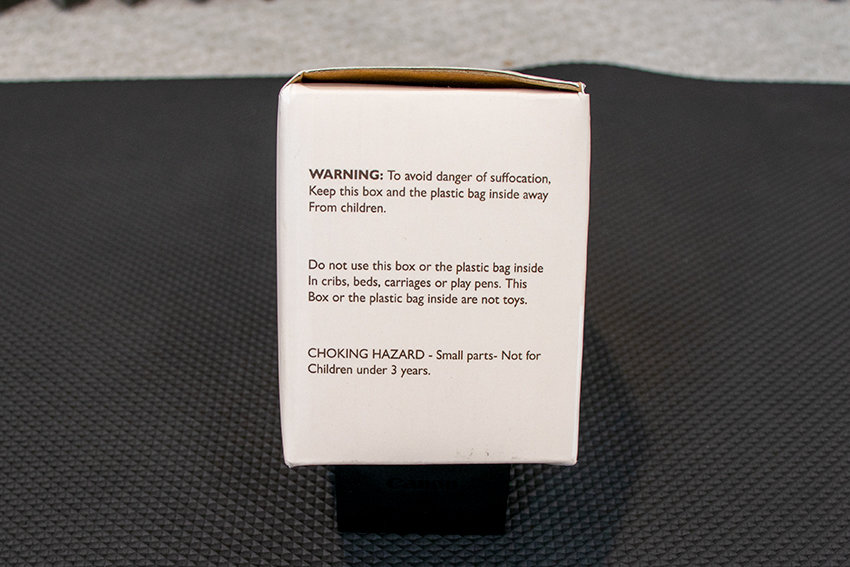 WARNING: To avoid danger of suffocation,
Keep this box and the plastic bag inside away
From children.
Do not use this box or the plastic bag inside
In cribs, beds, carriages or play pens. This
Box or the plastic bag inside are not toys.
CHOKING HAZARD - Small parts- Not for
Children under 3 years.